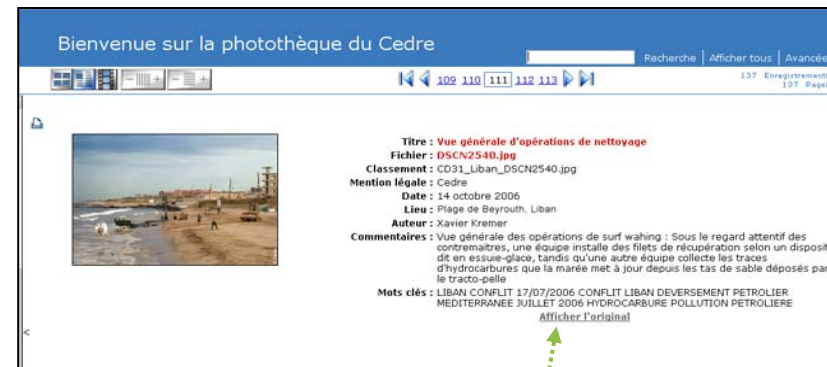 Bienvenue sur la photothèque du Cedre
Recherche | Afficher tous | Avancée
109 110 111 112 113
137 Enregistrements
137 Pages
Titre : Vue générale d'opérations de nettoyage
Fichier : DSCN2540.jpg
Classement : CD31_Liban_DSCN2540.jpg
Mention légale : Cedre
Date : 14 octobre 2006
Lieu : Plage de Beyrouth, Liban
Auteur : Xavier Kremer
Commentaires : Vue générale des opérations de surf wahing : Sous le regard attentif des
contremaitres, une équipe installe des filets de récupération selon un disposit
dit en essuie-glace, tandis qu'une autre équipe collecte les traces
d'hydrocarbures que la marée met à jour depuis les tas de sable déposés par
le tracto-pelle
Mots clés : LIBAN CONFLIT 17/07/2006 CONFLIT LIBAN DEVERSEMENT PETROLIER
MEDITERRANEE JUILLET 2006 HYDROCARBURE POLLUTION PETROLIERE
Afficher l'original
<